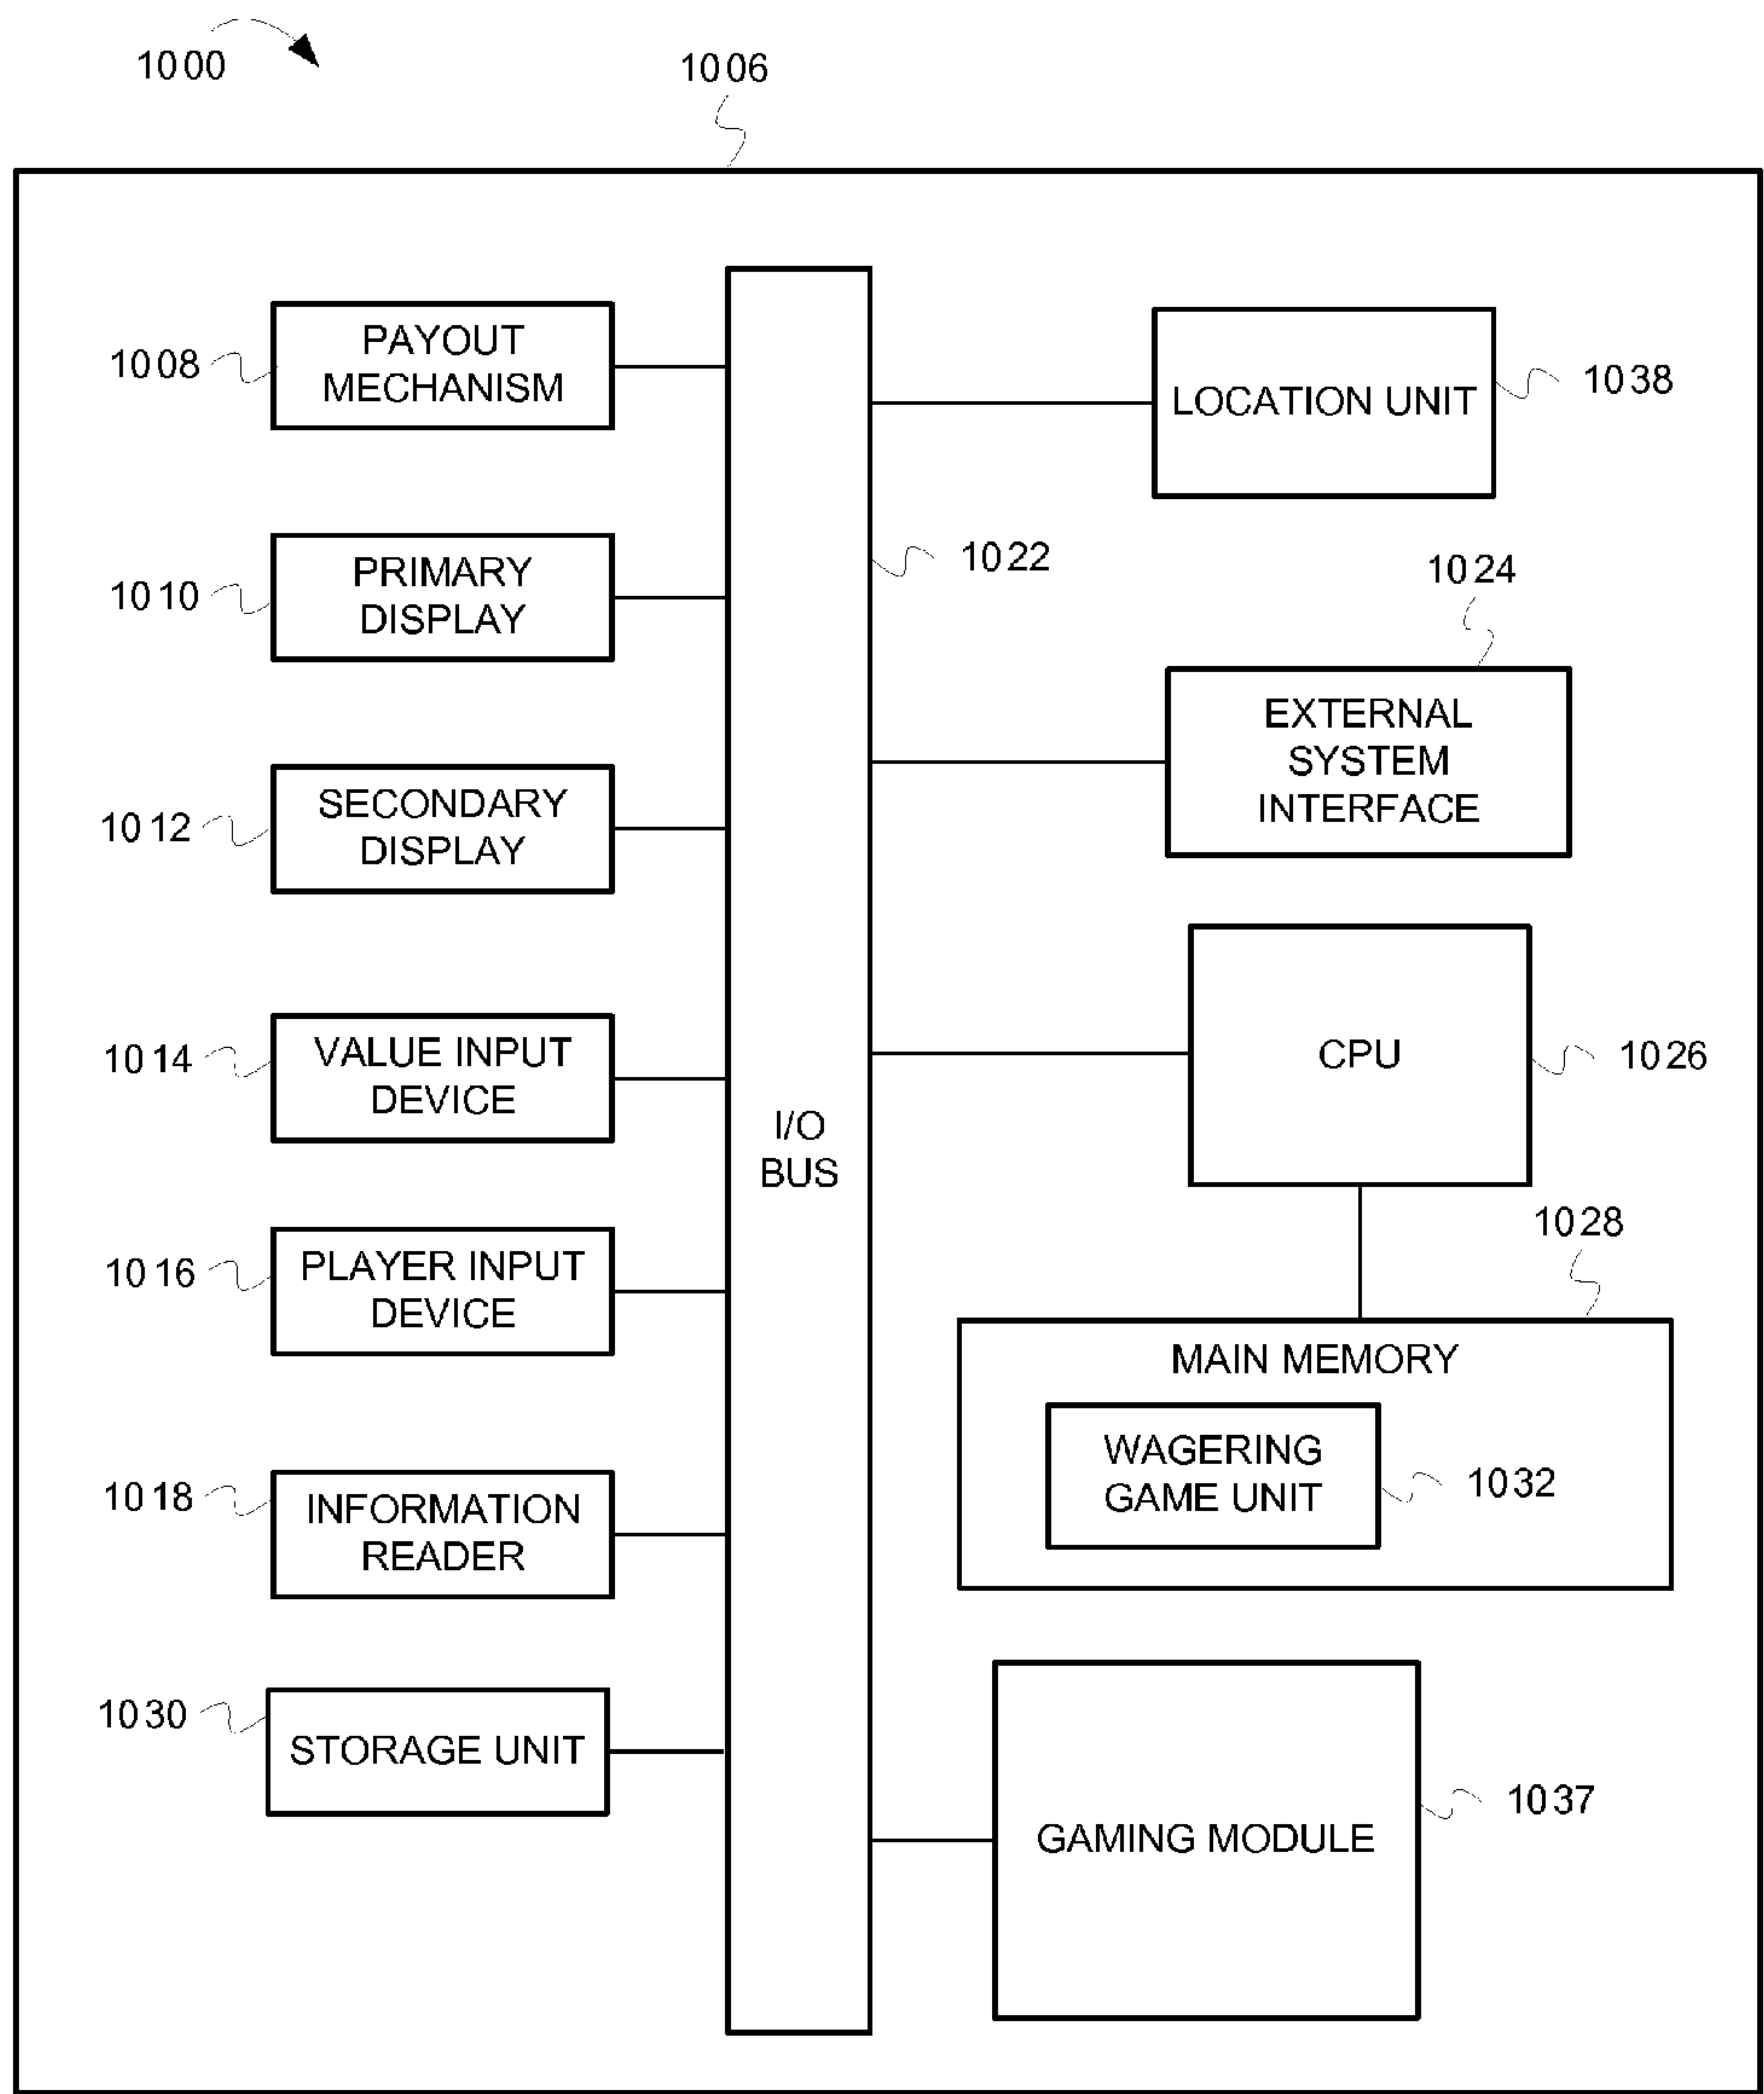 1000
1006
1008
PAYOUT
MECHANISM
1010
PRIMARY
DISPLAY
1012
SECONDARY
DISPLAY
1014
VALUE INPUT
DEVICE
1016
PLAYER INPUT
DEVICE
1018
INFORMATION
READER
1030
STORAGE UNIT
I/O
BUS
1022
LOCATION UNIT
1038
1024
EXTERNAL
SYSTEM
INTERFACE
CPU
1026
1028
MAIN MEMORY
WAGERING
GAME UNIT
1032
GAMING MODULE
1037